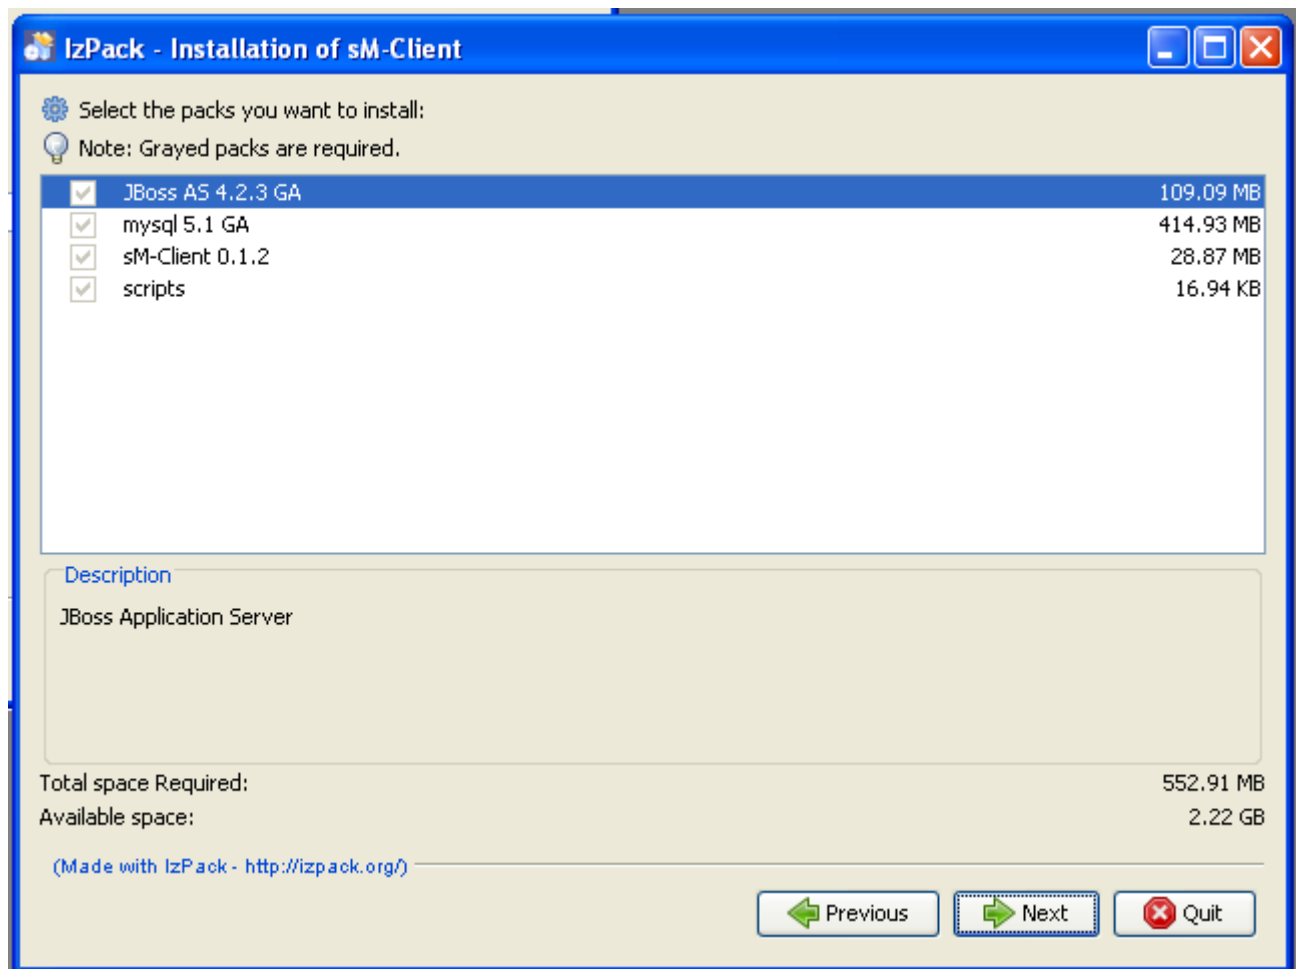 IzPack - Installation of sM-Client
Select the packs you want to install:
Note: Grayed packs are required.
JBoss AS 4.2.3 GA 109.09 MB
mysql 5.1 GA 414.93 MB
sM-Client 0.1.2 28.87 MB
scripts 16.94 KB
Description
JBoss Application Server
Total space Required: 552.91 MB
Available space: 2.22 GB
(Made with IzPack - http://izpack.org/)
Previous Next Quit